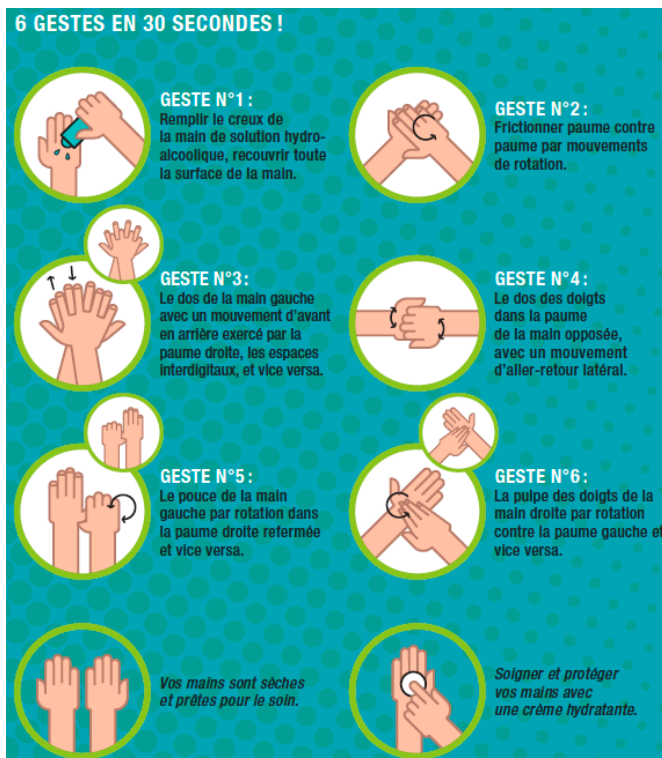 6 GESTES EN 30 SECONDES !
GESTE N°1 :
Remplir le creux de
la main de solution hydro-
alcoolique, recouvrir toute
la surface de la main.
GESTE N°2 :
Frictionner paume contre
paume par mouvements
de rotation.
GESTE N°3 :
Le dos de la main gauche
avec un mouvement d'avant
en arrière exercé par la
paume droite, les espaces
interdigitaux, et vice versa.
GESTE N°4 :
Le dos des doigts
dans la paume
de la main opposée,
avec un mouvement
d'aller-retour latéral.
GESTE N°5 :
Le pouce de la main
gauche par rotation dans
la paume droite refermée
et vice versa.
GESTE N°6 :
La pulpe des doigts de la
main droite par rotation
contre la paume gauche et
vice versa.
Vos mains sont sèches
et prêtes pour le soin.
Soigner et protéger
vos mains avec
une crème hydratante.